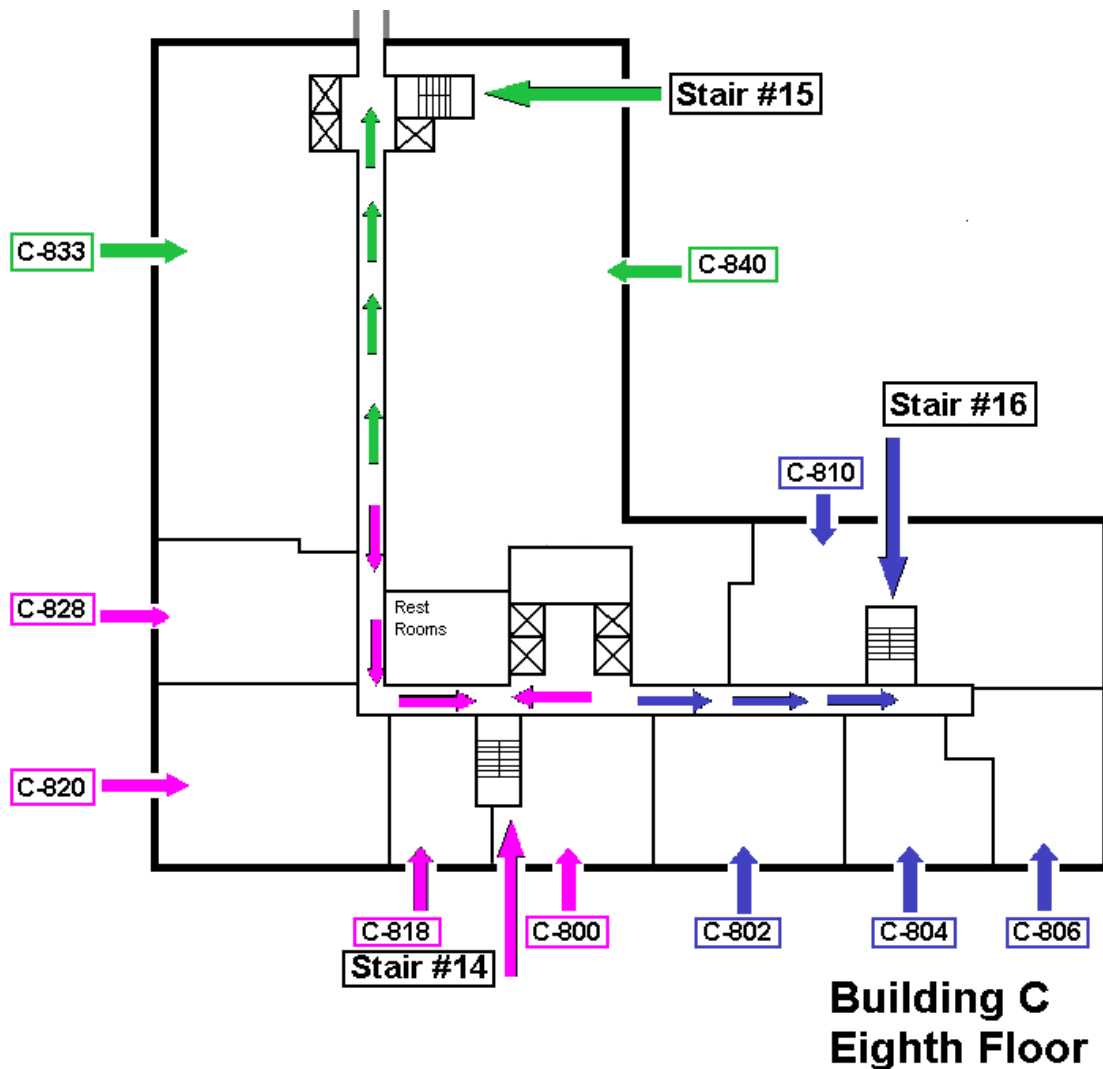 Stair #15
C-833
C-840
Stair #16
C-810
C-828
Rest
Rooms
C-820
C-818
C-800
C-802
C-804
C-806
Stair #14
Building C
Eighth Floor